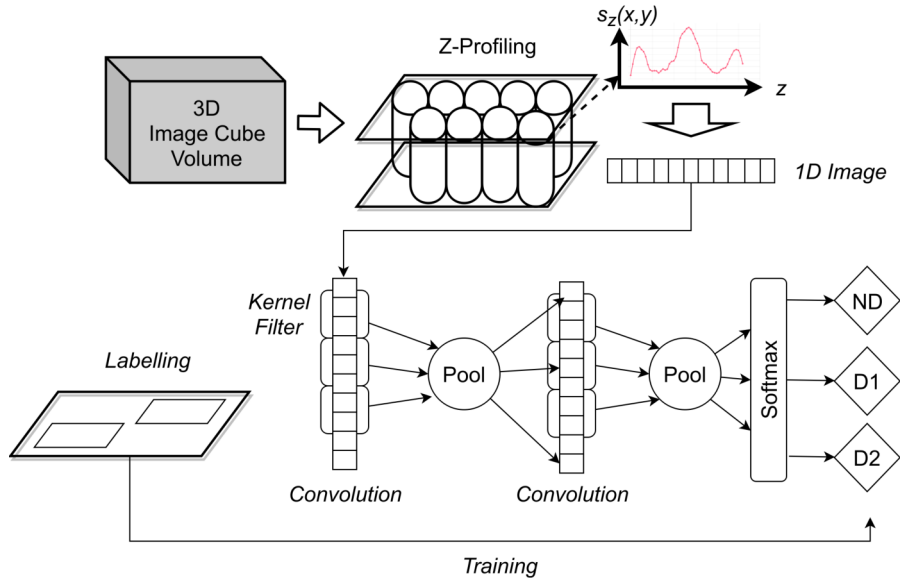 s_z(x,y)
Z-Profiling
3D
Image Cube
Volume
z
1D Image
Kernel
Filter
ND
Labelling
Pool
Pool
Softmax
D1
D2
Convolution
Convolution
Training